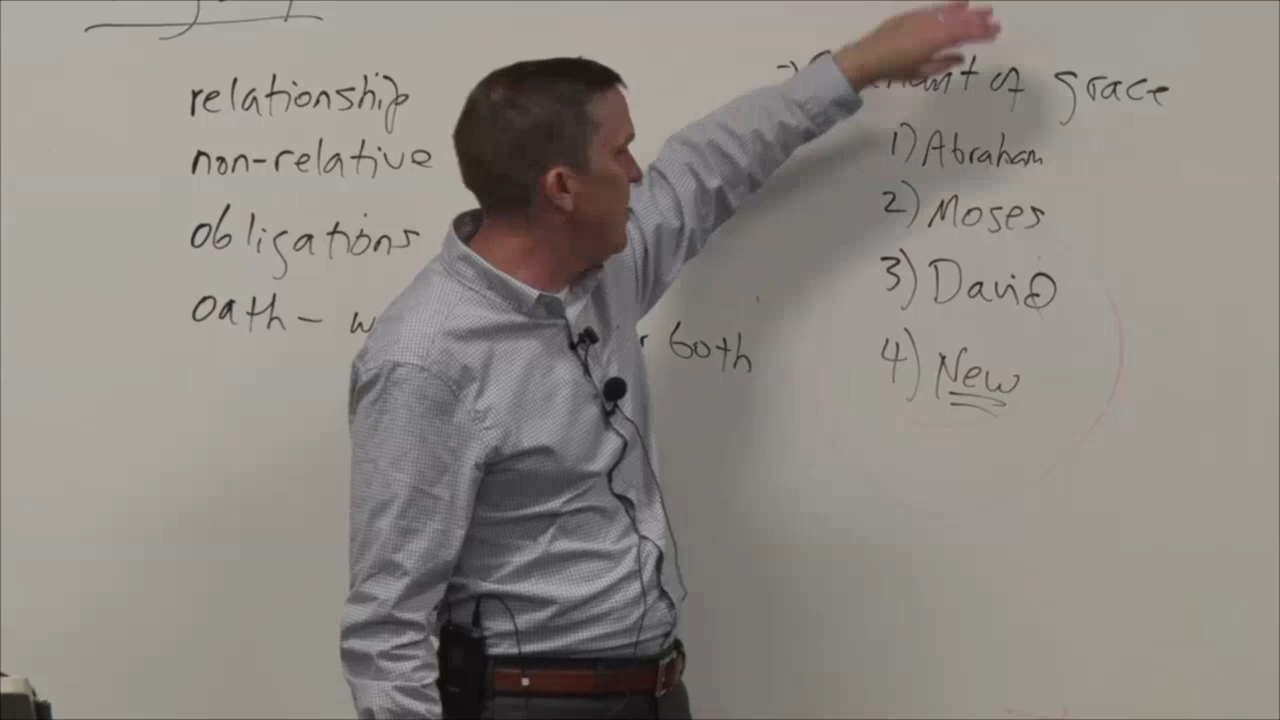 relationship
non-relative
obligations
oath –
both
of grace
1) Abraham
2) Moses
3) David
4) New